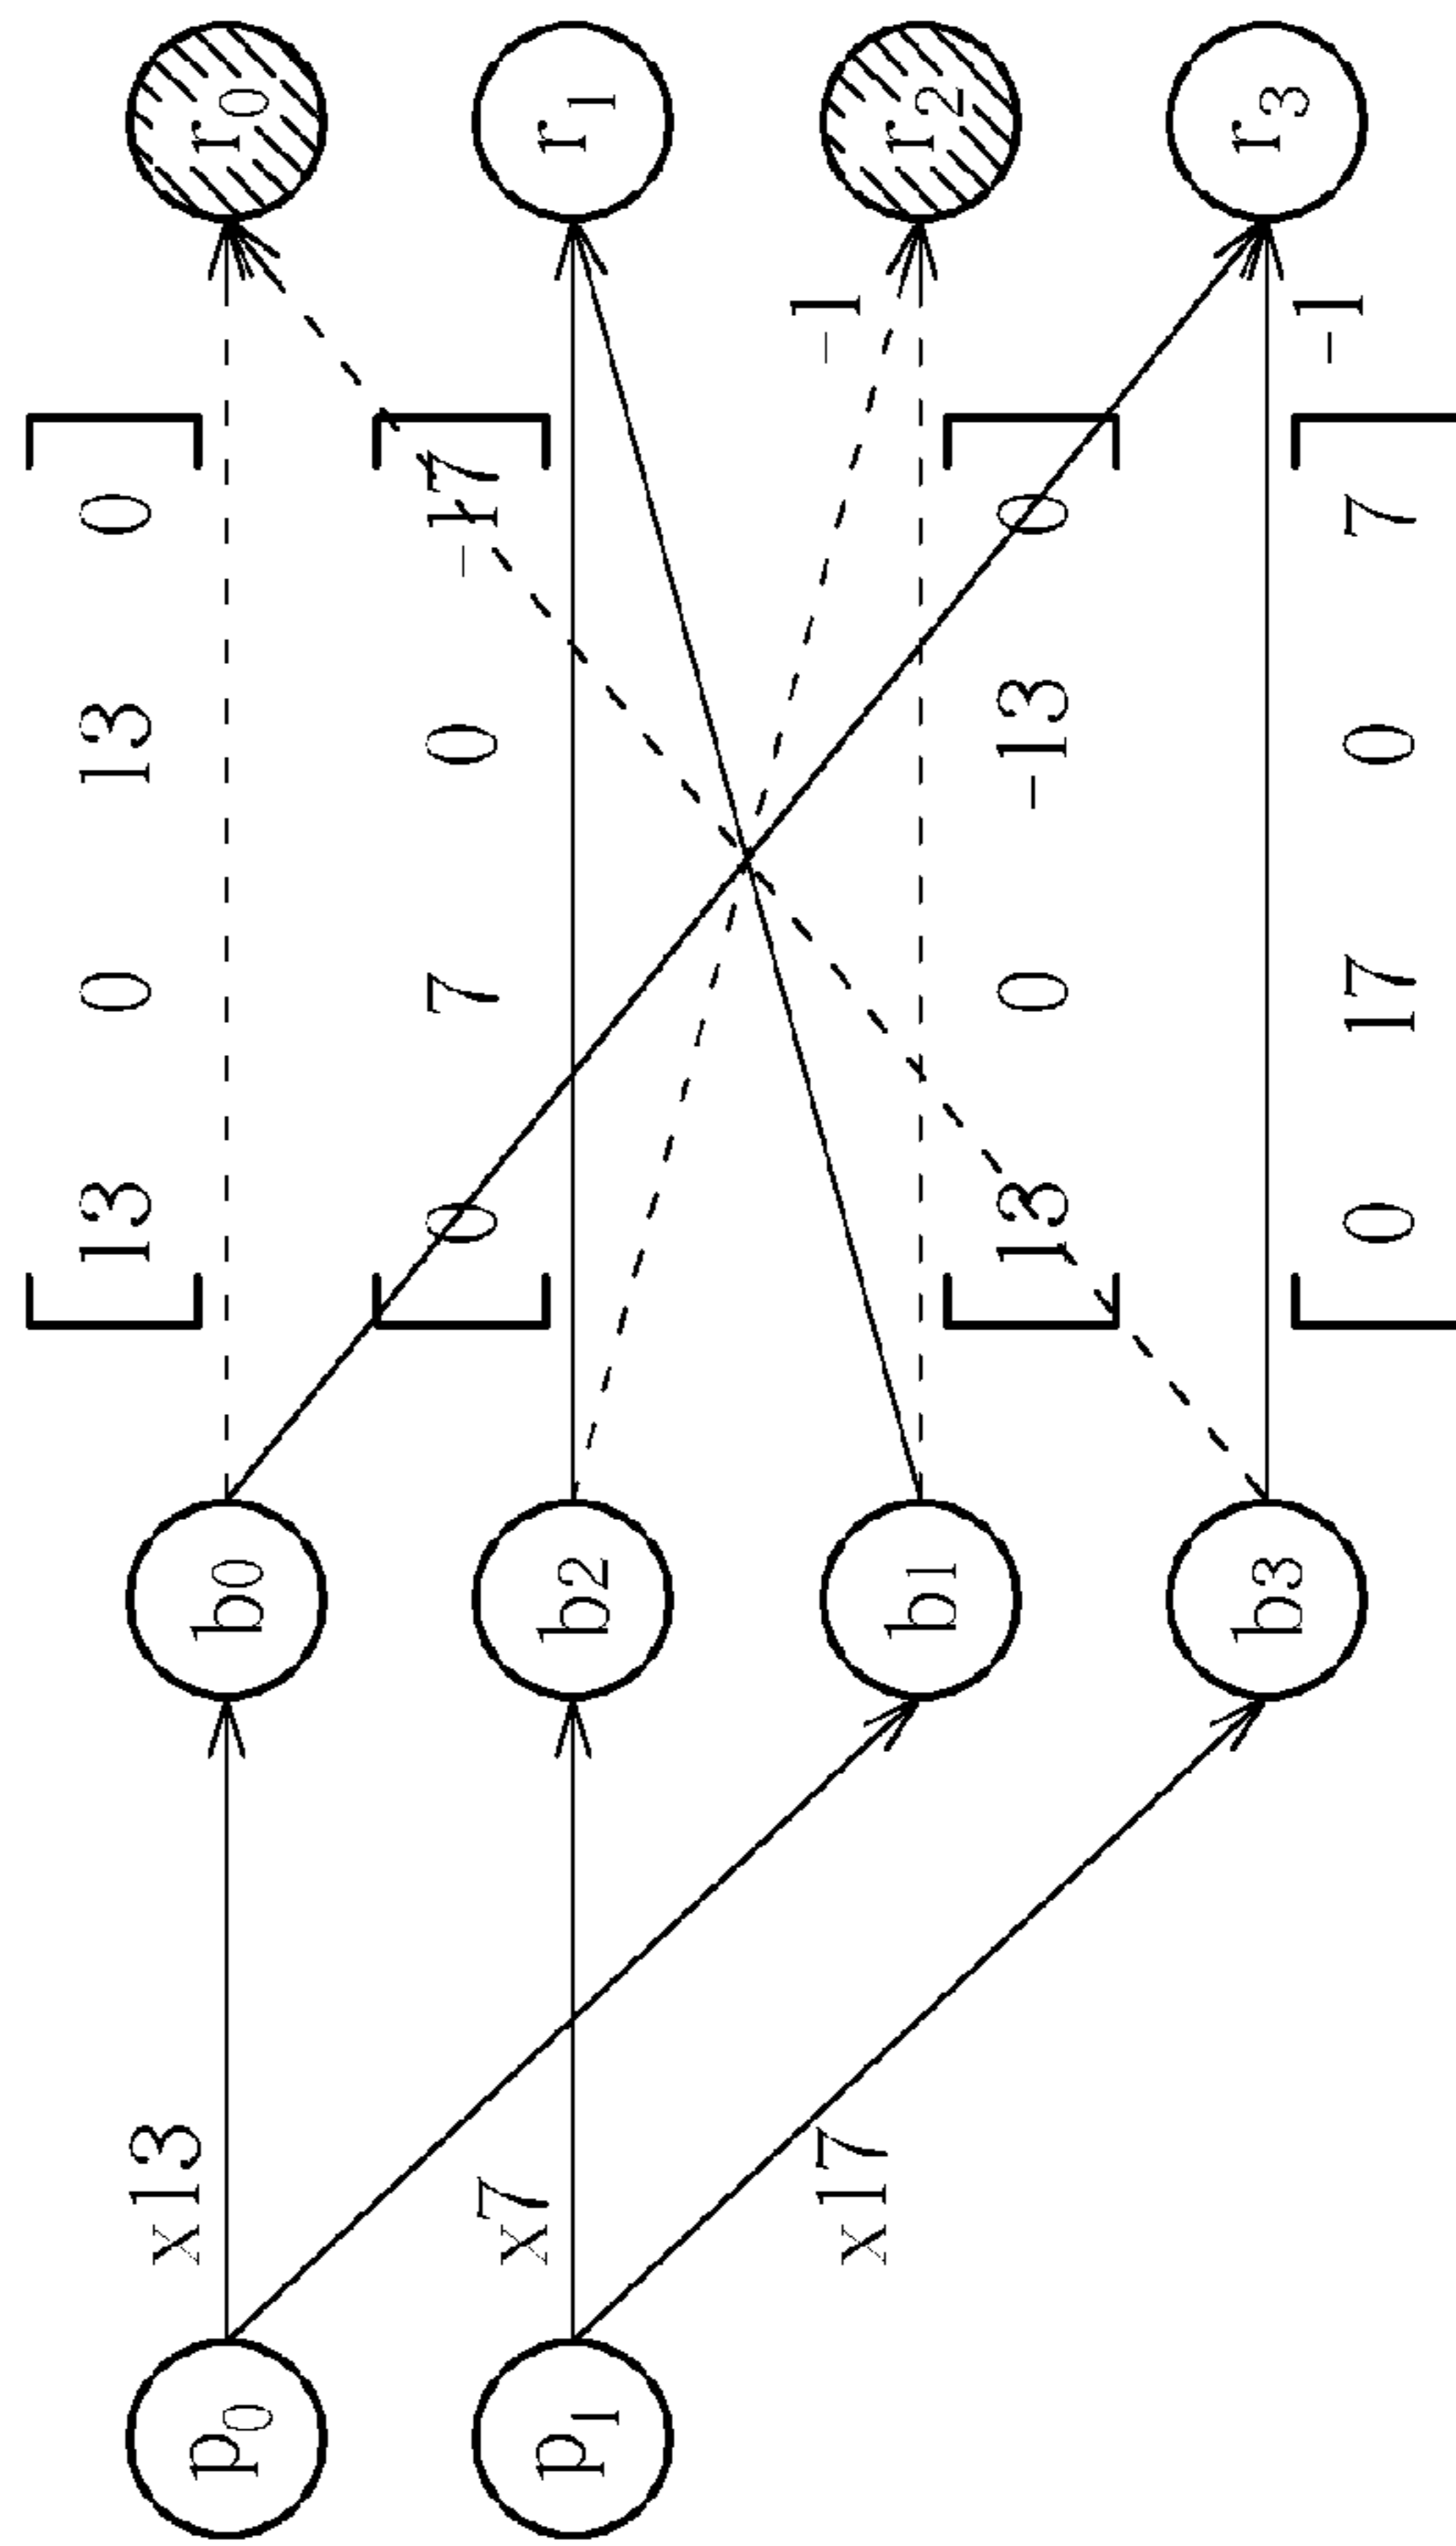 [13 0 13 0]
x13
p₀ b₀ r₀
[0 7 0 -17]
x7
p₁ b₂ r₁
-1
x17
b₁ r₂
[13 0 -13 0]
b₃ r₃
-1
[0 17 0 7]